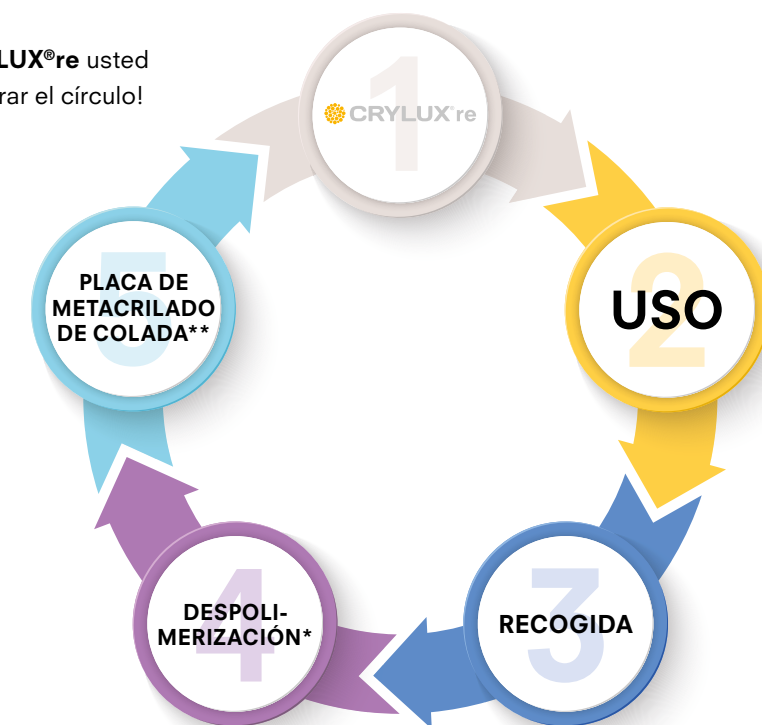 LUX®re usted
rar el círculo!
1
CRYLUX®re
2
USO
3
RECOGIDA
4
DESPOLI-
MERIZACIÓN*
5
PLACA DE
METACRILADO
DE COLADA**